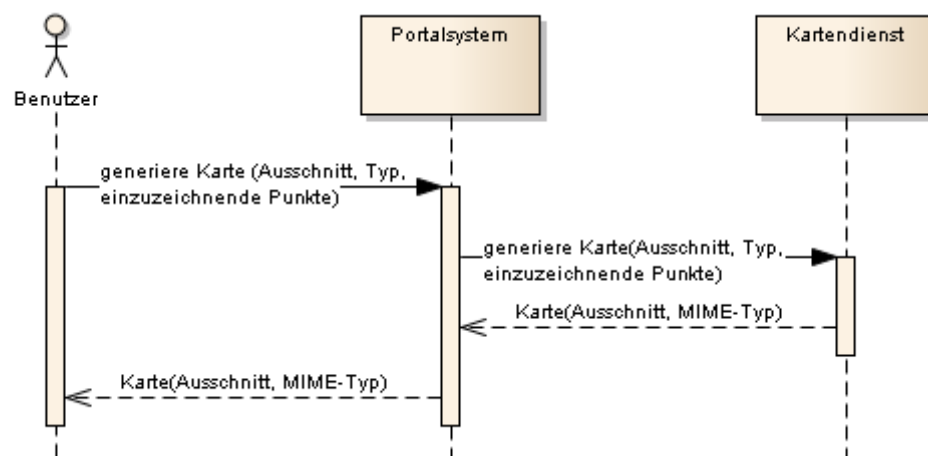 Portalsystem
Kartendienst
Benutzer
generiere Karte (Ausschnitt, Typ,
einzuzeichnende Punkte)
generiere Karte(Ausschnitt, Typ,
einzuzeichnende Punkte)
Karte(Ausschnitt, MIME-Typ)
Karte(Ausschnitt, MIME-Typ)